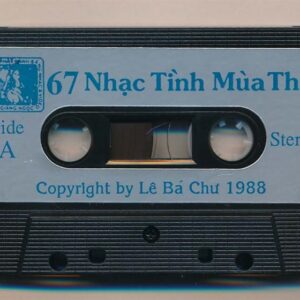 67 Nhạc Tình Mùa Th
ide
A
Ster
Copyright by Lê Bá Chư 1988